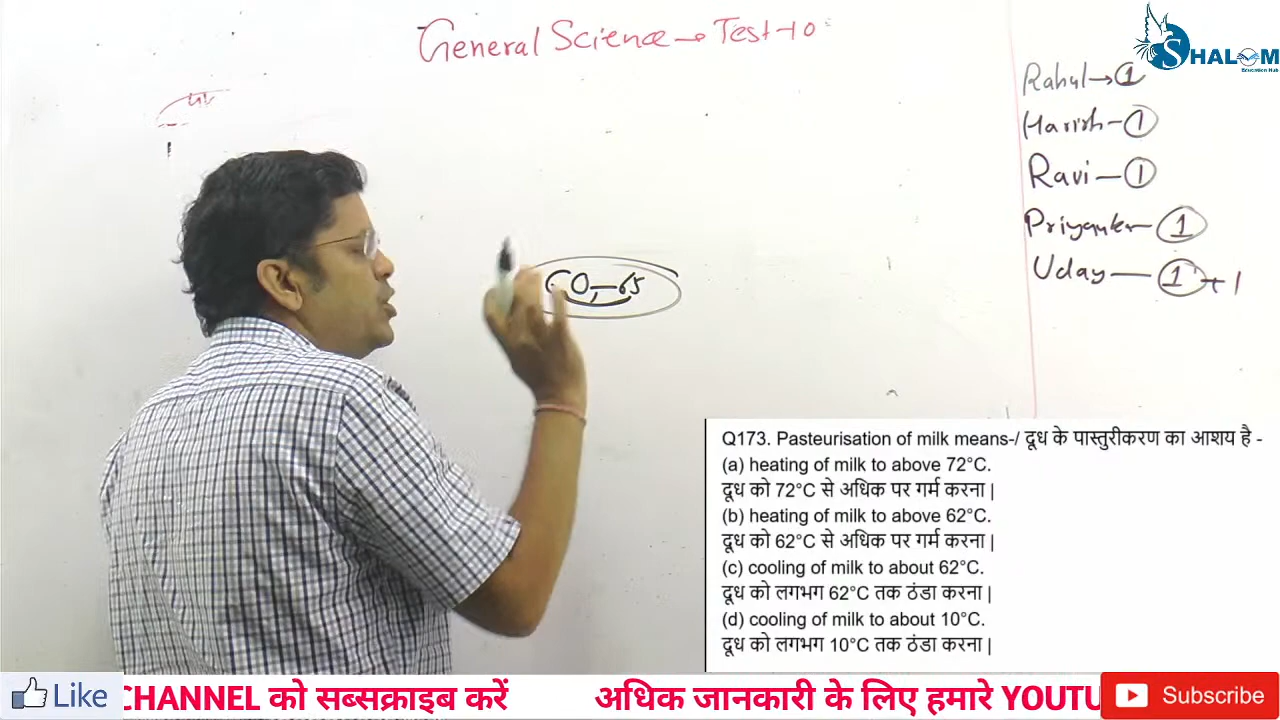 General Science → Test-10
SHALOM
Education Hub
Rahul → 1
Harish - 1
Ravi - 1
Priyanka - 1
Uday - 1 + 1
60-65
Q173. Pasteurisation of milk means-/ दूध के पास्तुरीकरण का आशय है -
(a) heating of milk to above 72°C.
दूध को 72°C से अधिक पर गर्म करना |
(b) heating of milk to above 62°C.
दूध को 62°C से अधिक पर गर्म करना |
(c) cooling of milk to about 62°C.
दूध को लगभग 62°C तक ठंडा करना |
(d) cooling of milk to about 10°C.
दूध को लगभग 10°C तक ठंडा करना |
Like CHANNEL को सब्सक्राइब करें अधिक जानकारी के लिए हमारे YOUTU Subscribe